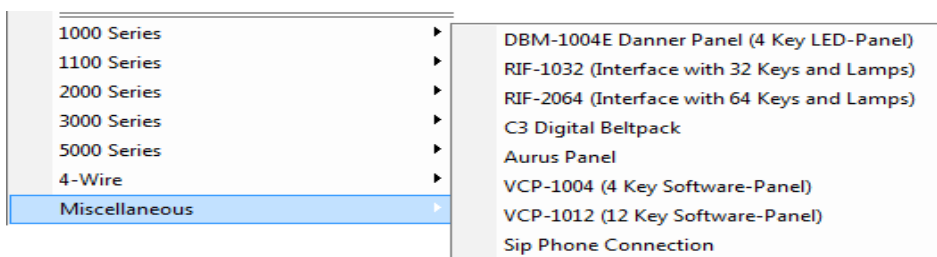 1000 Series
1100 Series
2000 Series
3000 Series
5000 Series
4-Wire
Miscellaneous
DBM-1004E Danner Panel (4 Key LED-Panel)
RIF-1032 (Interface with 32 Keys and Lamps)
RIF-2064 (Interface with 64 Keys and Lamps)
C3 Digital Beltpack
Aurus Panel
VCP-1004 (4 Key Software-Panel)
VCP-1012 (12 Key Software-Panel)
Sip Phone Connection